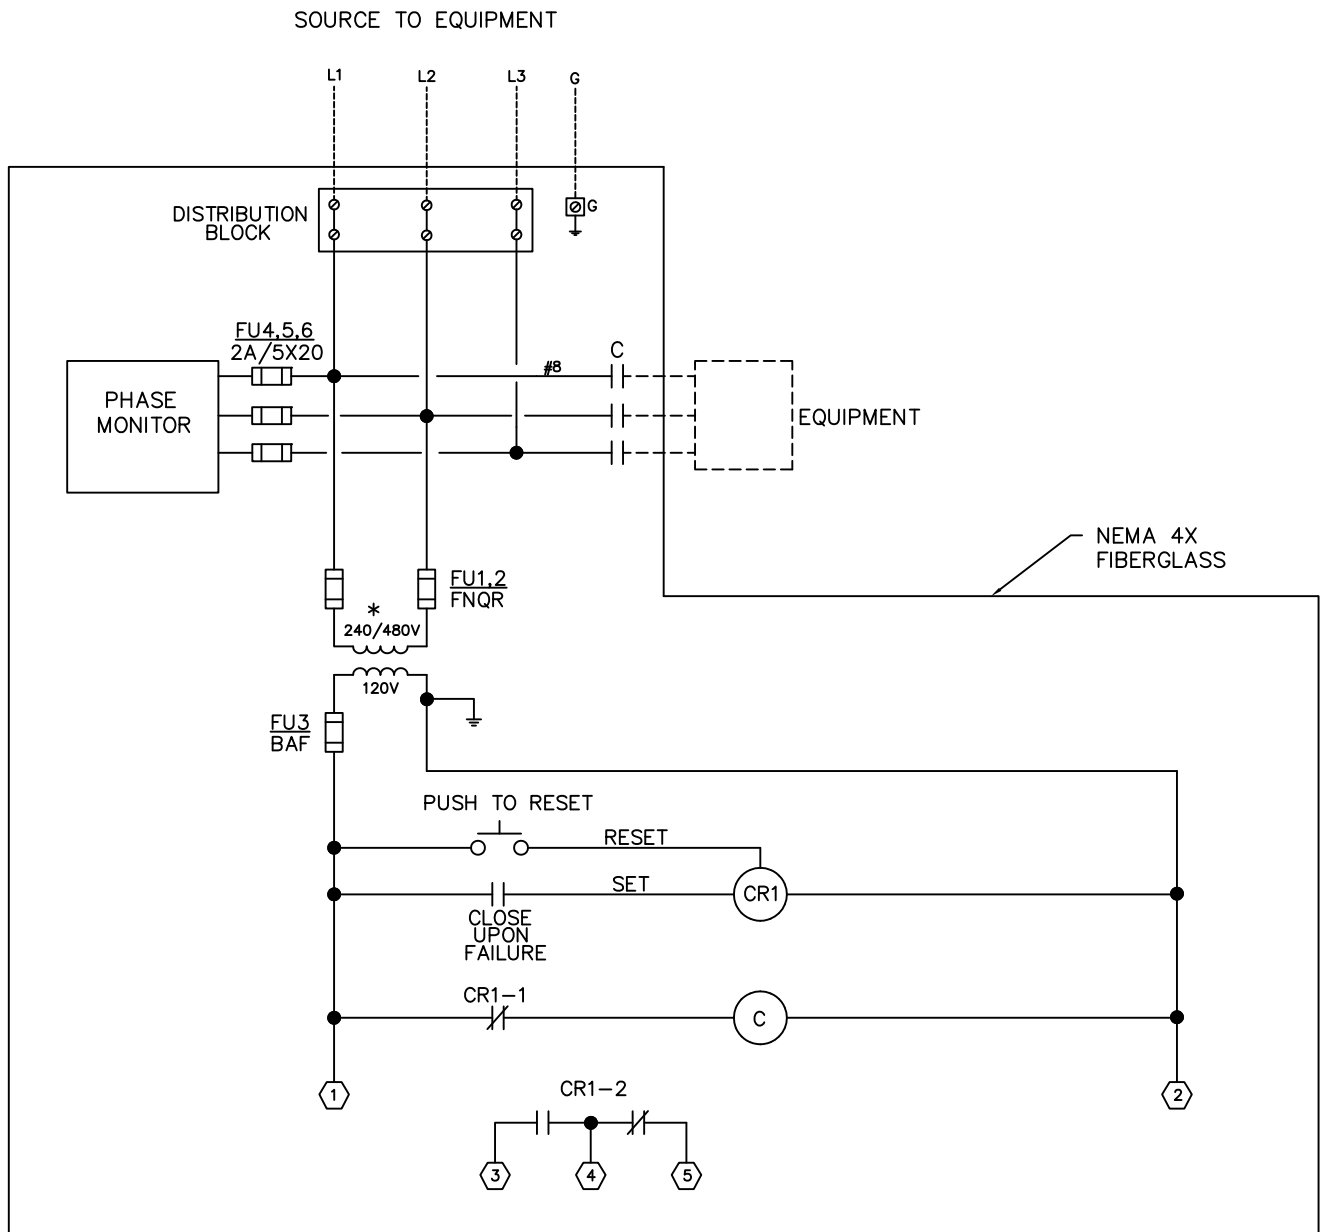 SOURCE TO EQUIPMENT
L1 L2 L3 G
DISTRIBUTION
BLOCK
G
FU4,5,6
2A/5X20
#8
C
PHASE
MONITOR
EQUIPMENT
NEMA 4X
FIBERGLASS
FU1,2
FNQR
*
240/480V
120V
FU3
BAF
PUSH TO RESET
RESET
SET
CR1
CLOSE
UPON
FAILURE
CR1-1
C
1
2
CR1-2
3
4
5